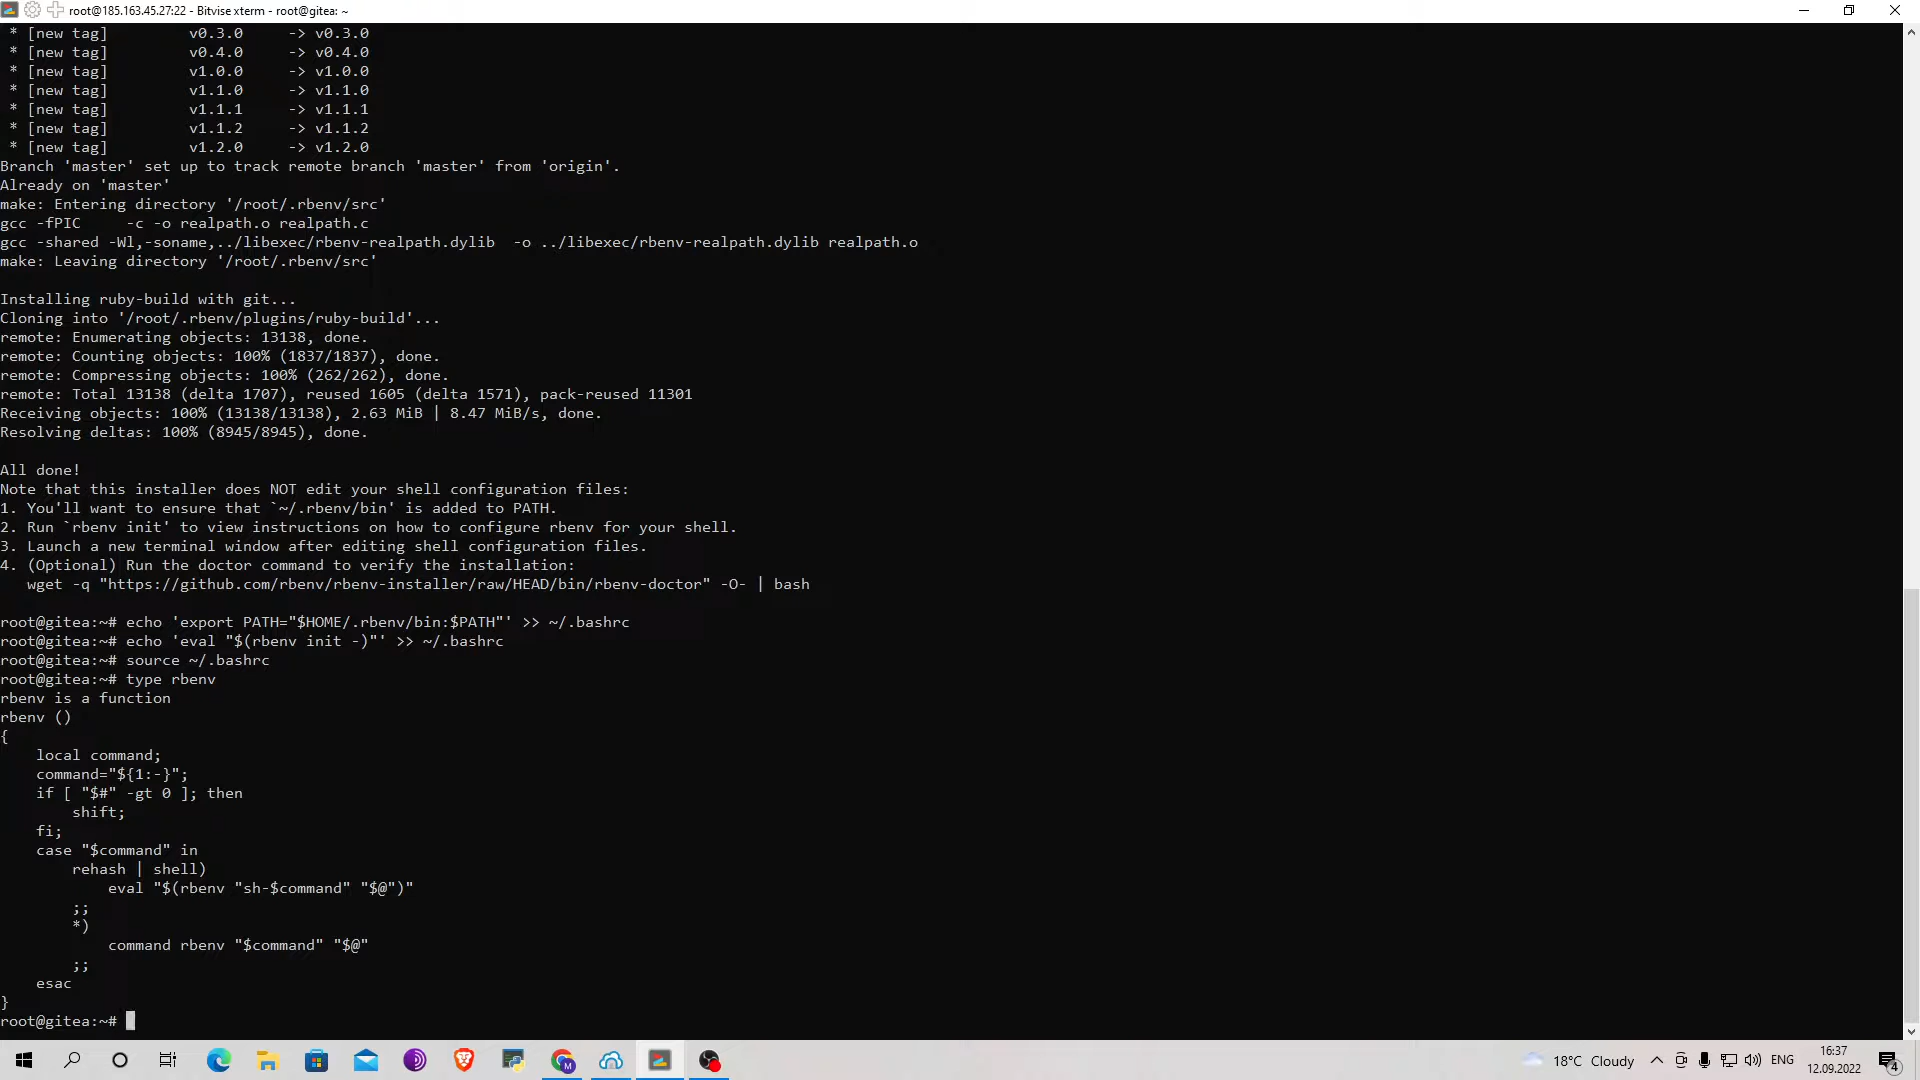 root@185.163.45.27:22 - Bitvise xterm - root@gitea: ~
* [new tag]         v0.3.0     -> v0.3.0
* [new tag]         v0.4.0     -> v0.4.0
* [new tag]         v1.0.0     -> v1.0.0
* [new tag]         v1.1.0     -> v1.1.0
* [new tag]         v1.1.1     -> v1.1.1
* [new tag]         v1.1.2     -> v1.1.2
* [new tag]         v1.2.0     -> v1.2.0
Branch 'master' set up to track remote branch 'master' from 'origin'.
Already on 'master'
make: Entering directory '/root/.rbenv/src'
gcc -fPIC     -c -o realpath.o realpath.c
gcc -shared -Wl,-soname,../libexec/rbenv-realpath.dylib  -o ../libexec/rbenv-realpath.dylib realpath.o
make: Leaving directory '/root/.rbenv/src'
Installing ruby-build with git...
Cloning into '/root/.rbenv/plugins/ruby-build'...
remote: Enumerating objects: 13138, done.
remote: Counting objects: 100% (1837/1837), done.
remote: Compressing objects: 100% (262/262), done.
remote: Total 13138 (delta 1707), reused 1605 (delta 1571), pack-reused 11301
Receiving objects: 100% (13138/13138), 2.63 MiB | 8.47 MiB/s, done.
Resolving deltas: 100% (8945/8945), done.
All done!
Note that this installer does NOT edit your shell configuration files:
1. You'll want to ensure that `~/.rbenv/bin' is added to PATH.
2. Run `rbenv init' to view instructions on how to configure rbenv for your shell.
3. Launch a new terminal window after editing shell configuration files.
4. (Optional) Run the doctor command to verify the installation:
   wget -q "https://github.com/rbenv/rbenv-installer/raw/HEAD/bin/rbenv-doctor" -O- | bash
root@gitea:~# echo 'export PATH="$HOME/.rbenv/bin:$PATH"' >> ~/.bashrc
root@gitea:~# echo 'eval "$(rbenv init -)"' >> ~/.bashrc
root@gitea:~# source ~/.bashrc
root@gitea:~# type rbenv
rbenv is a function
rbenv ()
{
    local command;
    command="${1:-}";
    if [ "$#" -gt 0 ]; then
        shift;
    fi;
    case "$command" in
        rehash | shell)
            eval "$(rbenv "sh-$command" "$@")"
        ;;
        *)
            command rbenv "$command" "$@"
        ;;
    esac
}
root@gitea:~#
18°C Cloudy
ENG
16:37
12.09.2022
4
M